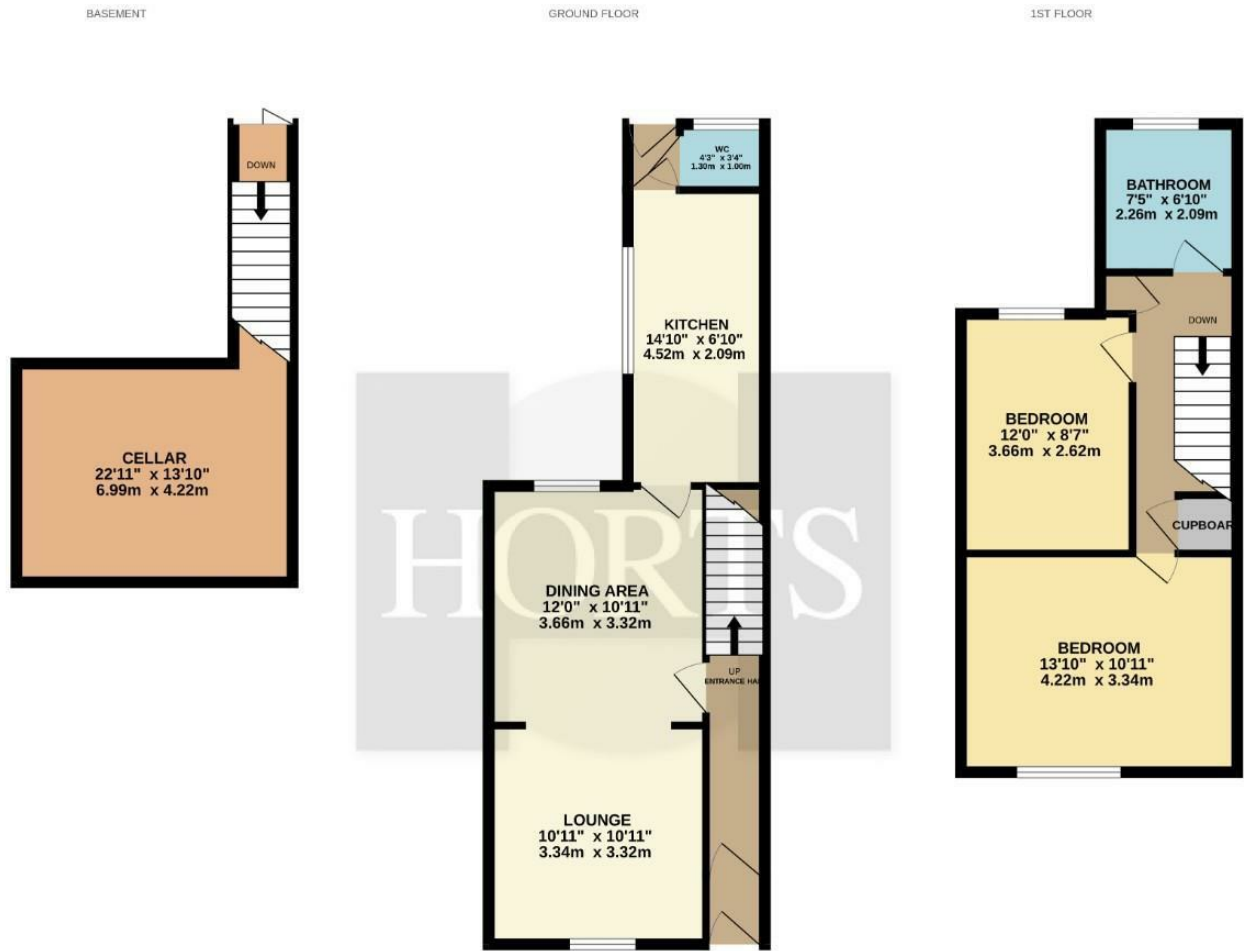 BASEMENT
GROUND FLOOR
1ST FLOOR
DOWN
CELLAR
22'11" x 13'10"
6.99m x 4.22m
WC
4'3" x 3'4"
1.30m x 1.00m
KITCHEN
14'10" x 6'10"
4.52m x 2.09m
HORTS
DINING AREA
12'0" x 10'11"
3.66m x 3.32m
UP
ENTRANCE HA
LOUNGE
10'11" x 10'11"
3.34m x 3.32m
BATHROOM
7'5" x 6'10"
2.26m x 2.09m
DOWN
BEDROOM
12'0" x 8'7"
3.66m x 2.62m
CUPBOAR
BEDROOM
13'10" x 10'11"
4.22m x 3.34m